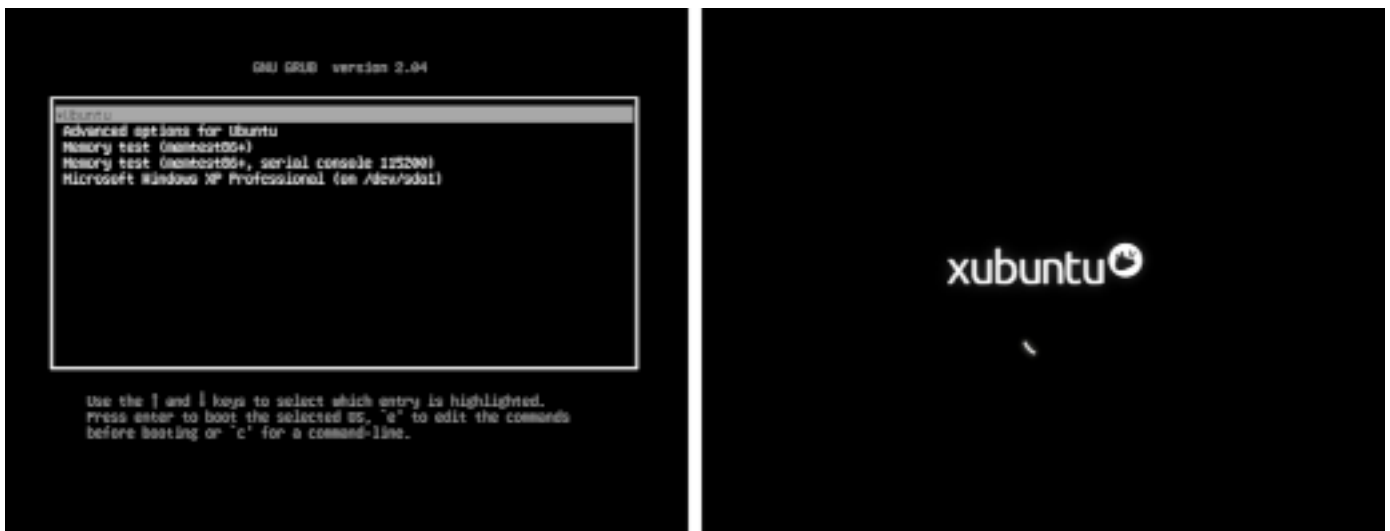 GNU GRUB version 2.04
*Ubuntu
Advanced options for Ubuntu
Memory test (memtest86+)
Memory test (memtest86+, serial console 115200)
Microsoft Windows XP Professional (on /dev/sda1)
Use the ↑ and ↓ keys to select which entry is highlighted.
Press enter to boot the selected OS, `e' to edit the commands
before booting or `c' for a command-line.
xubuntu